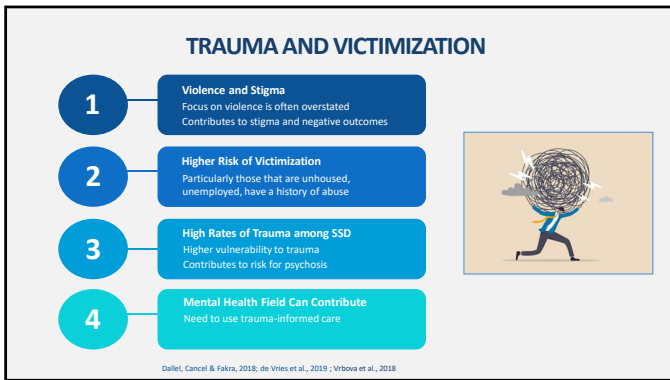 TRAUMA AND VICTIMIZATION
1
Violence and Stigma
Focus on violence is often overstated
Contributes to stigma and negative outcomes
2
Higher Risk of Victimization
Particularly those that are unhoused,
unemployed, have a history of abuse
3
High Rates of Trauma among SSD
Higher vulnerability to trauma
Contributes to risk for psychosis
4
Mental Health Field Can Contribute
Need to use trauma-informed care
Dallel, Cancel & Fakra, 2018; de Vries et al., 2019 ; Vrbova et al., 2018